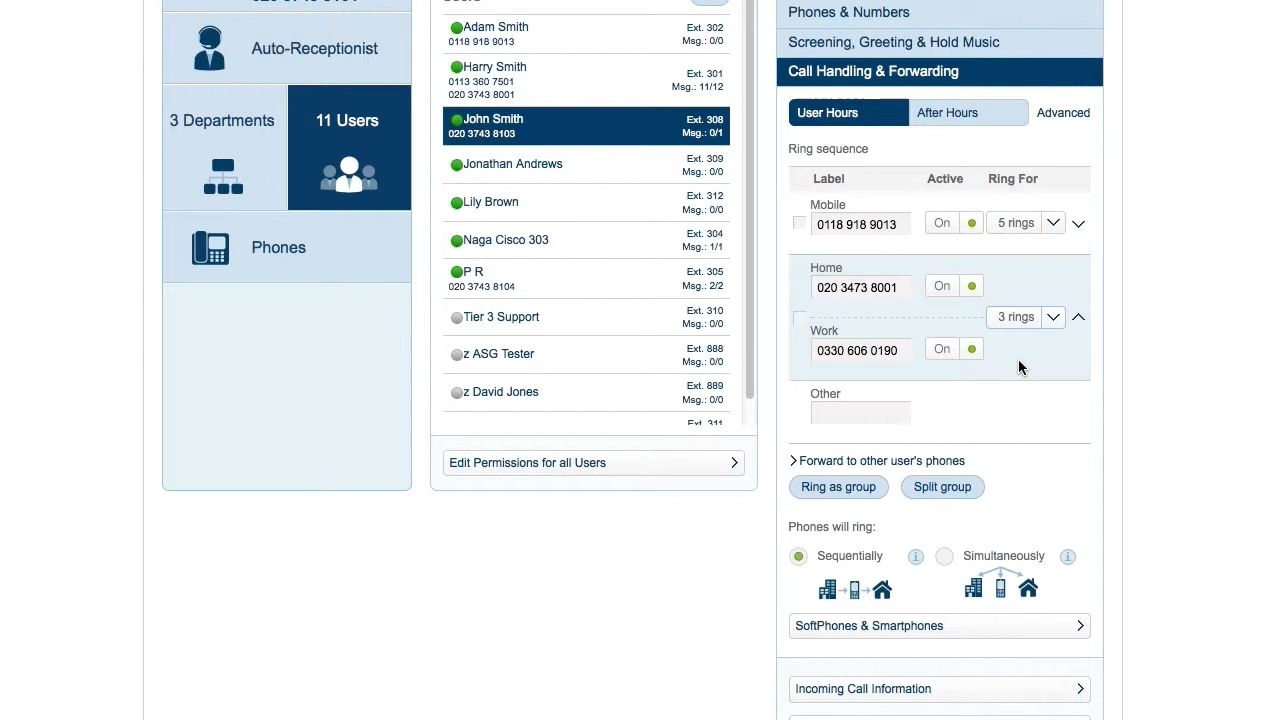 Auto-Receptionist
3 Departments
11 Users
Phones
Adam Smith
Ext. 302
0118 918 9013
Msg.: 0/0
Harry Smith
Ext. 301
0113 360 7501
Msg.: 11/12
020 3743 8001
John Smith
Ext. 308
020 3743 8103
Msg.: 0/1
Jonathan Andrews
Ext. 309
Msg.: 0/0
Lily Brown
Ext. 312
Msg.: 0/0
Naga Cisco 303
Ext. 304
Msg.: 1/1
P R
Ext. 305
020 3743 8104
Msg.: 2/2
Tier 3 Support
Ext. 310
Msg.: 0/0
z ASG Tester
Ext. 888
Msg.: 0/0
z David Jones
Ext. 889
Msg.: 0/0
Ext. 311
Edit Permissions for all Users
Phones & Numbers
Screening, Greeting & Hold Music
Call Handling & Forwarding
User Hours
After Hours
Advanced
Ring sequence
Label
Active
Ring For
Mobile
0118 918 9013
On
5 rings
Home
020 3473 8001
On
3 rings
Work
0330 606 0190
On
Other
Forward to other user's phones
Ring as group
Split group
Phones will ring:
Sequentially
Simultaneously
SoftPhones & Smartphones
Incoming Call Information